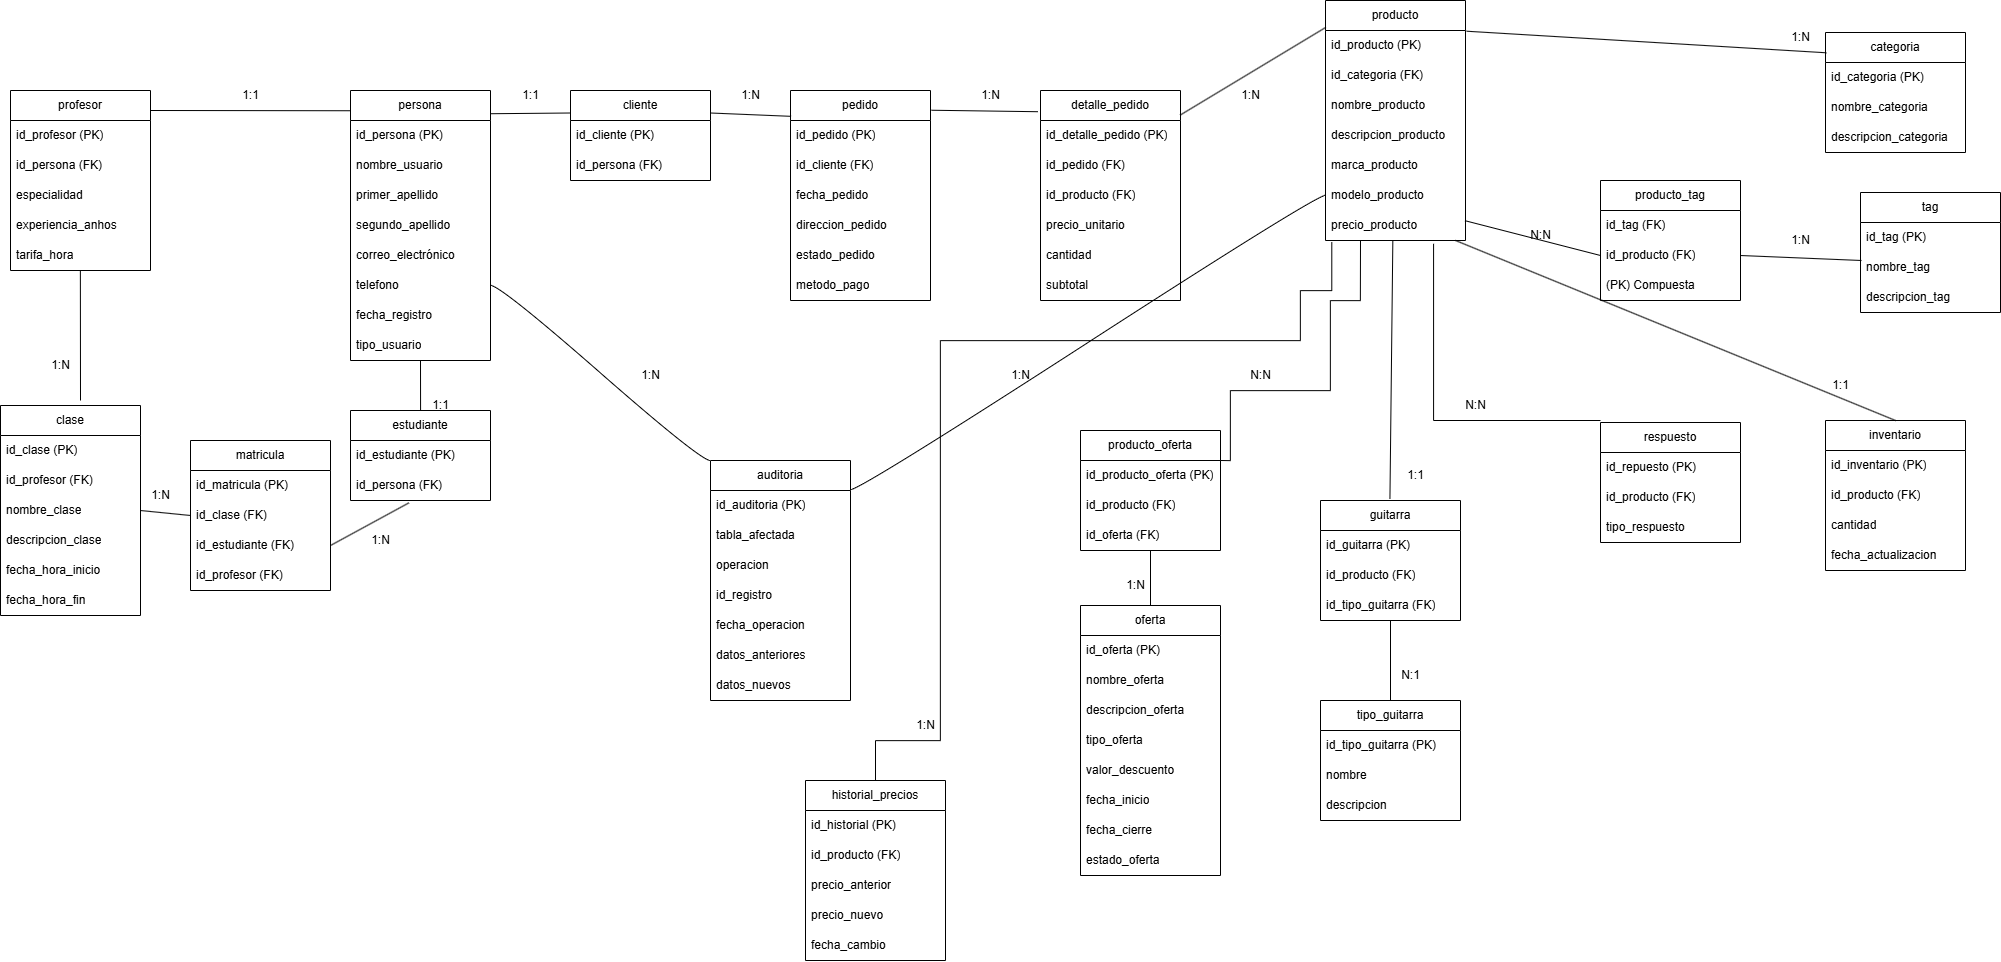 profesor
id_profesor (PK)
id_persona (FK)
especialidad
experiencia_anhos
tarifa_hora
1:1
persona
id_persona (PK)
nombre_usuario
primer_apellido
segundo_apellido
correo_electrónico
telefono
fecha_registro
tipo_usuario
1:1
cliente
id_cliente (PK)
id_persona (FK)
1:N
pedido
id_pedido (PK)
id_cliente (FK)
fecha_pedido
direccion_pedido
estado_pedido
metodo_pago
1:N
detalle_pedido
id_detalle_pedido (PK)
id_pedido (FK)
id_producto (FK)
precio_unitario
cantidad
subtotal
1:N
producto
id_producto (PK)
id_categoria (FK)
nombre_producto
descripcion_producto
marca_producto
modelo_producto
precio_producto
1:N
categoria
id_categoria (PK)
nombre_categoria
descripcion_categoria
N:N
producto_tag
id_tag (FK)
id_producto (FK)
(PK) Compuesta
1:N
tag
id_tag (PK)
nombre_tag
descripcion_tag
1:N
clase
id_clase (PK)
id_profesor (FK)
nombre_clase
descripcion_clase
fecha_hora_inicio
fecha_hora_fin
1:N
matricula
id_matricula (PK)
id_clase (FK)
id_estudiante (FK)
id_profesor (FK)
1:N
1:1
estudiante
id_estudiante (PK)
id_persona (FK)
1:N
auditoria
id_auditoria (PK)
tabla_afectada
operacion
id_registro
fecha_operacion
datos_anteriores
datos_nuevos
1:N
1:N
historial_precios
id_historial (PK)
id_producto (FK)
precio_anterior
precio_nuevo
fecha_cambio
N:N
producto_oferta
id_producto_oferta (PK)
id_producto (FK)
id_oferta (FK)
1:N
oferta
id_oferta (PK)
nombre_oferta
descripcion_oferta
tipo_oferta
valor_descuento
fecha_inicio
fecha_cierre
estado_oferta
1:1
guitarra
id_guitarra (PK)
id_producto (FK)
id_tipo_guitarra (FK)
N:1
tipo_guitarra
id_tipo_guitarra (PK)
nombre
descripcion
N:N
respuesto
id_repuesto (PK)
id_producto (FK)
tipo_respuesto
1:1
inventario
id_inventario (PK)
id_producto (FK)
cantidad
fecha_actualizacion